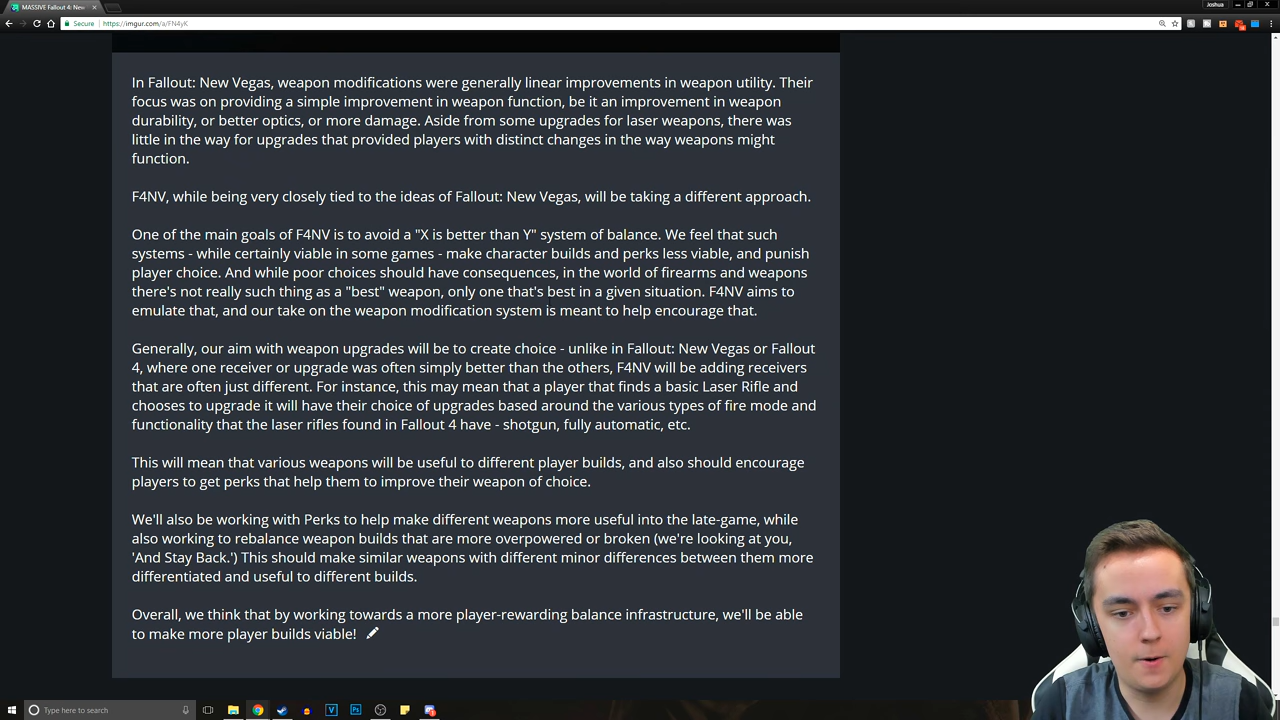 MASSIVE Fallout 4: New
Joshua
Secure
https://imgur.com/a/FN4yK
In Fallout: New Vegas, weapon modifications were generally linear improvements in weapon utility. Their
focus was on providing a simple improvement in weapon function, be it an improvement in weapon
durability, or better optics, or more damage. Aside from some upgrades for laser weapons, there was
little in the way for upgrades that provided players with distinct changes in the way weapons might
function.
F4NV, while being very closely tied to the ideas of Fallout: New Vegas, will be taking a different approach.
One of the main goals of F4NV is to avoid a "X is better than Y" system of balance. We feel that such
systems - while certainly viable in some games - make character builds and perks less viable, and punish
player choice. And while poor choices should have consequences, in the world of firearms and weapons
there's not really such thing as a "best" weapon, only one that's best in a given situation. F4NV aims to
emulate that, and our take on the weapon modification system is meant to help encourage that.
Generally, our aim with weapon upgrades will be to create choice - unlike in Fallout: New Vegas or Fallout
4, where one receiver or upgrade was often simply better than the others, F4NV will be adding receivers
that are often just different. For instance, this may mean that a player that finds a basic Laser Rifle and
chooses to upgrade it will have their choice of upgrades based around the various types of fire mode and
functionality that the laser rifles found in Fallout 4 have - shotgun, fully automatic, etc.
This will mean that various weapons will be useful to different player builds, and also should encourage
players to get perks that help them to improve their weapon of choice.
We'll also be working with Perks to help make different weapons more useful into the late-game, while
also working to rebalance weapon builds that are more overpowered or broken (we're looking at you,
'And Stay Back.') This should make similar weapons with different minor differences between them more
differentiated and useful to different builds.
Overall, we think that by working towards a more player-rewarding balance infrastructure, we'll be able
to make more player builds viable!
Type here to search